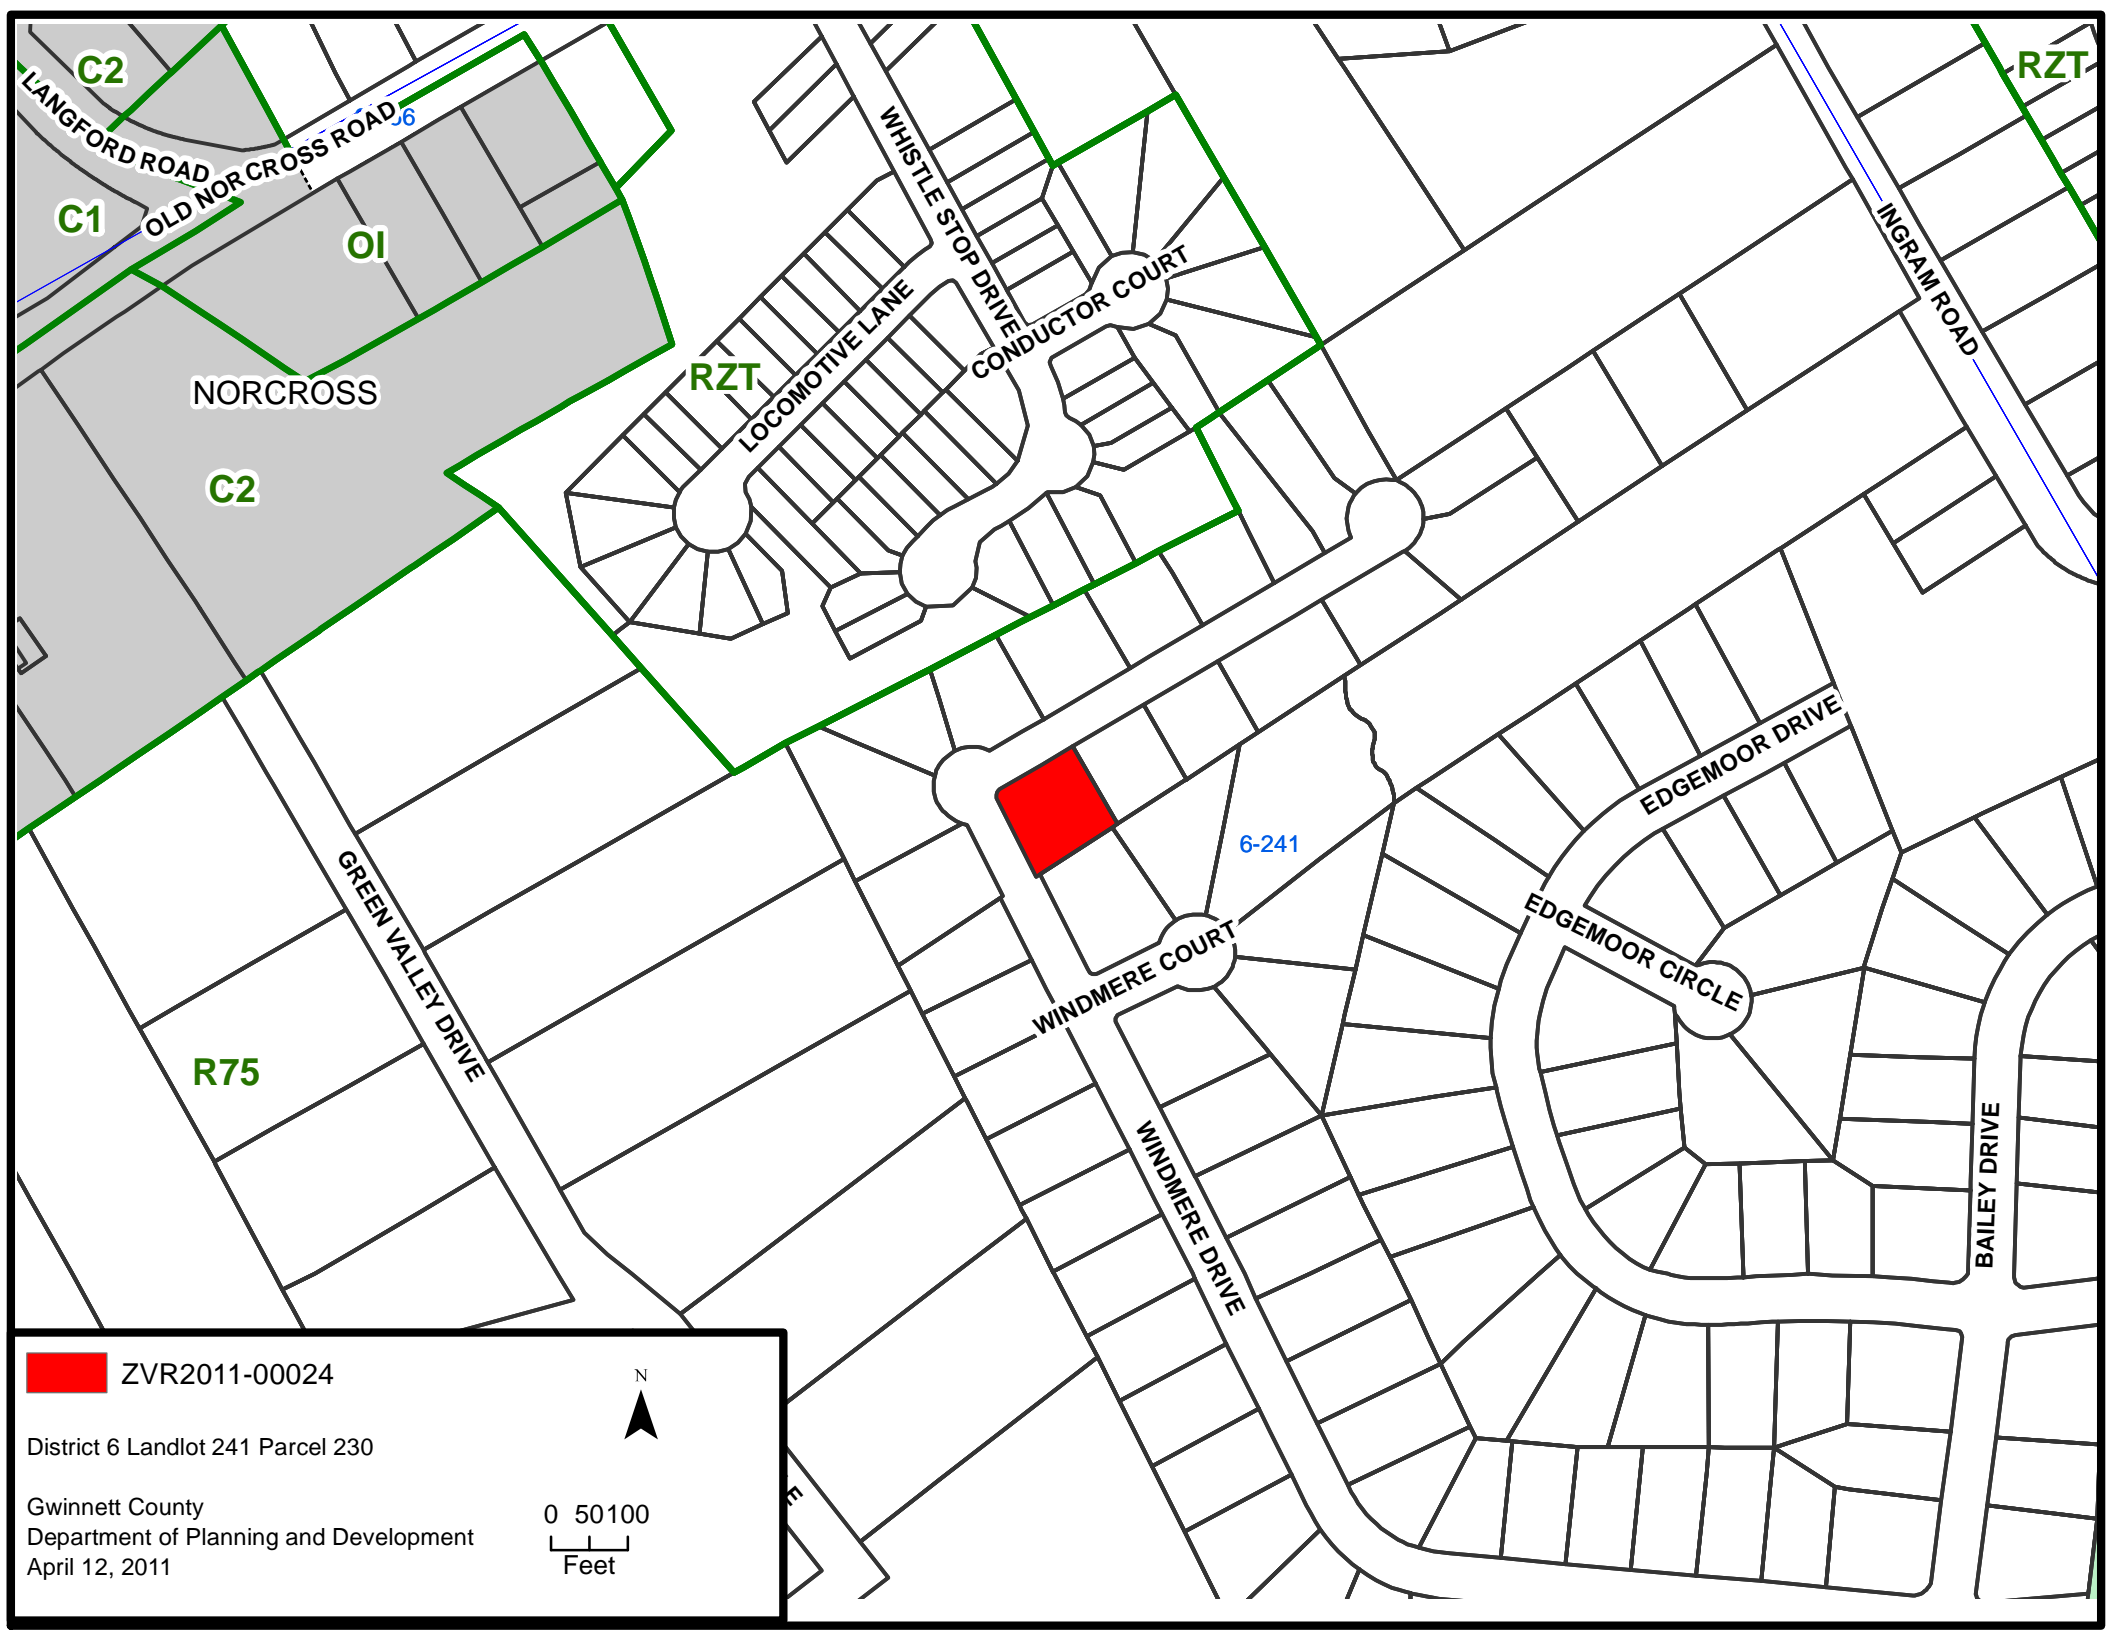 C2
RZT
LANGFORD ROAD
OLD NORCROSS ROAD
C1
OI
WHISTLE STOP DRIVE
INGRAM ROAD
CONDUCTOR COURT
LOCOMOTIVE LANE
RZT
NORCROSS
C2
EDGEMOOR DRIVE
6-241
GREEN VALLEY DRIVE
EDGEMOOR CIRCLE
WINDMERE COURT
R75
WINDMERE DRIVE
BAILEY DRIVE
ZVR2011-00024
N
District 6 Landlot 241 Parcel 230
Gwinnett County
Department of Planning and Development
April 12, 2011
0 50100
Feet